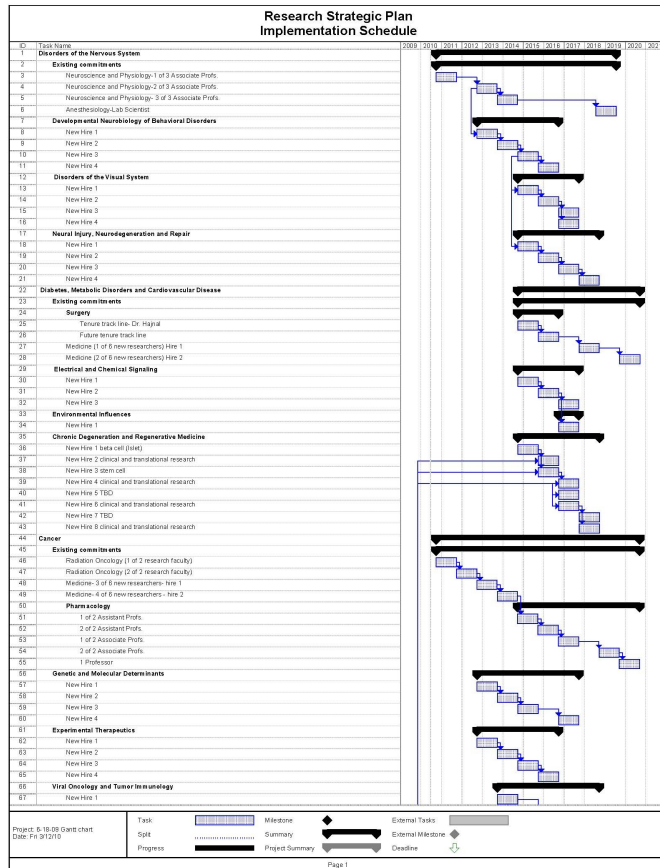 Research Strategic Plan
Implementation Schedule
ID Task Name 2009 2010 2011 2012 2013 2014 2015 2016 2017 2018 2019 2020 2021
1 Disorders of the Nervous System
2 Existing commitments
3 Neuroscience and Physiology-1 of 3 Associate Profs.
4 Neuroscience and Physiology-2 of 3 Associate Profs.
5 Neuroscience and Physiology- 3 of 3 Associate Profs.
6 Anesthesiology-Lab Scientist
7 Developmental Neurobiology of Behavioral Disorders
8 New Hire 1
9 New Hire 2
10 New Hire 3
11 New Hire 4
12 Disorders of the Visual System
13 New Hire 1
14 New Hire 2
15 New Hire 3
16 New Hire 4
17 Neural Injury, Neurodegeneration and Repair
18 New Hire 1
19 New Hire 2
20 New Hire 3
21 New Hire 4
22 Diabetes, Metabolic Disorders and Cardiovascular Disease
23 Existing commitments
24 Surgery
25 Tenure track line- Dr. Hajnal
26 Future tenure track line
27 Medicine (1 of 6 new researchers) Hire 1
28 Medicine (2 of 6 new researchers) Hire 2
29 Electrical and Chemical Signaling
30 New Hire 1
31 New Hire 2
32 New Hire 3
33 Environmental Influences
34 New Hire 1
35 Chronic Degeneration and Regenerative Medicine
36 New Hire 1 beta cell (Islet)
37 New Hire 2 clinical and translational research
38 New Hire 3 stem cell
39 New Hire 4 clinical and translational research
40 New Hire 5 TBD
41 New Hire 6 clinical and translational research
42 New Hire 7 TBD
43 New Hire 8 clinical and translational research
44 Cancer
45 Existing commitments
46 Radiation Oncology (1 of 2 research faculty)
47 Radiation Oncology (2 of 2 research faculty)
48 Medicine- 3 of 6 new researchers- hire 1
49 Medicine- 4 of 6 new researchers - hire 2
50 Pharmacology
51 1 of 2 Assistant Profs.
52 2 of 2 Assistant Profs.
53 1 of 2 Associate Profs.
54 2 of 2 Associate Profs.
55 1 Professor
56 Genetic and Molecular Determinants
57 New Hire 1
58 New Hire 2
59 New Hire 3
60 New Hire 4
61 Experimental Therapeutics
62 New Hire 1
63 New Hire 2
64 New Hire 3
65 New Hire 4
66 Viral Oncology and Tumor Immunology
67 New Hire 1
Project: 6-18-08 Gantt chart
Date: Fri 3/12/10
Task Milestone External Tasks
Split Summary External Milestone
Progress Project Summary Deadline
Page 1